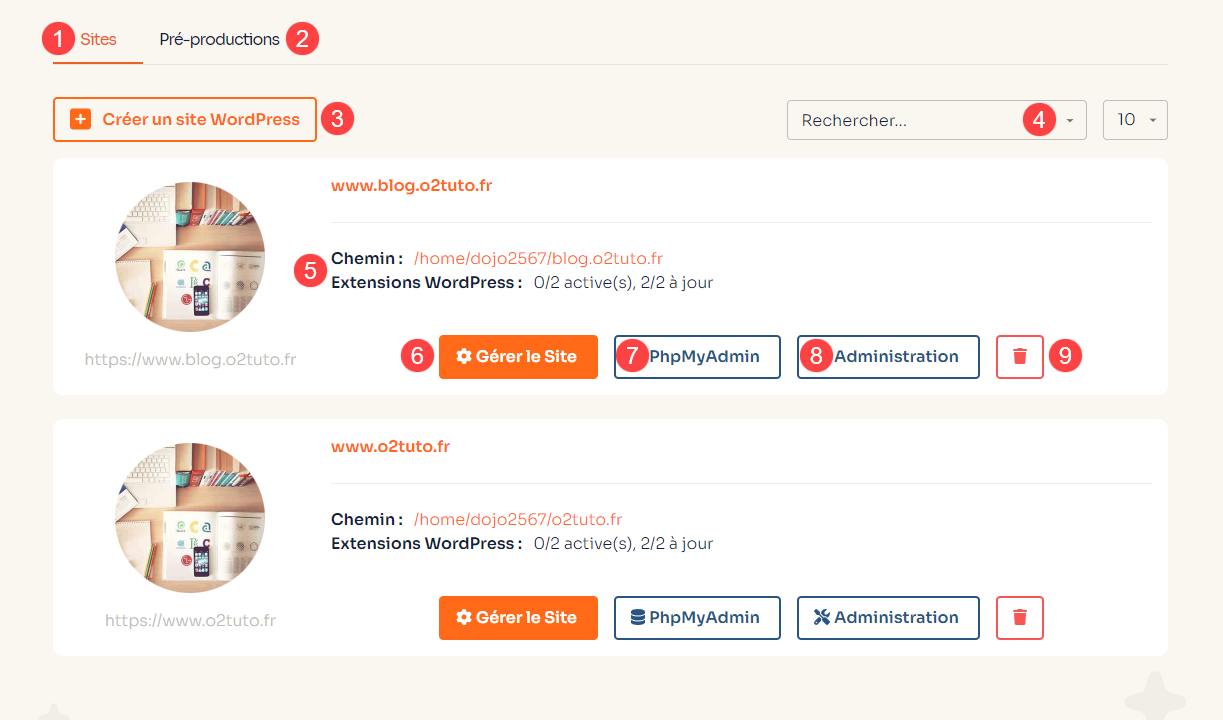 1 Sites Pré-productions 2
Créer un site WordPress 3 Rechercher... 4 10
www.blog.o2tuto.fr
5 Chemin : /home/dojo2567/blog.o2tuto.fr
Extensions WordPress : 0/2 active(s), 2/2 à jour
https://www.blog.o2tuto.fr
6 Gérer le Site 7 PhpMyAdmin 8 Administration 9
www.o2tuto.fr
Chemin : /home/dojo2567/o2tuto.fr
Extensions WordPress : 0/2 active(s), 2/2 à jour
https://www.o2tuto.fr
Gérer le Site PhpMyAdmin Administration